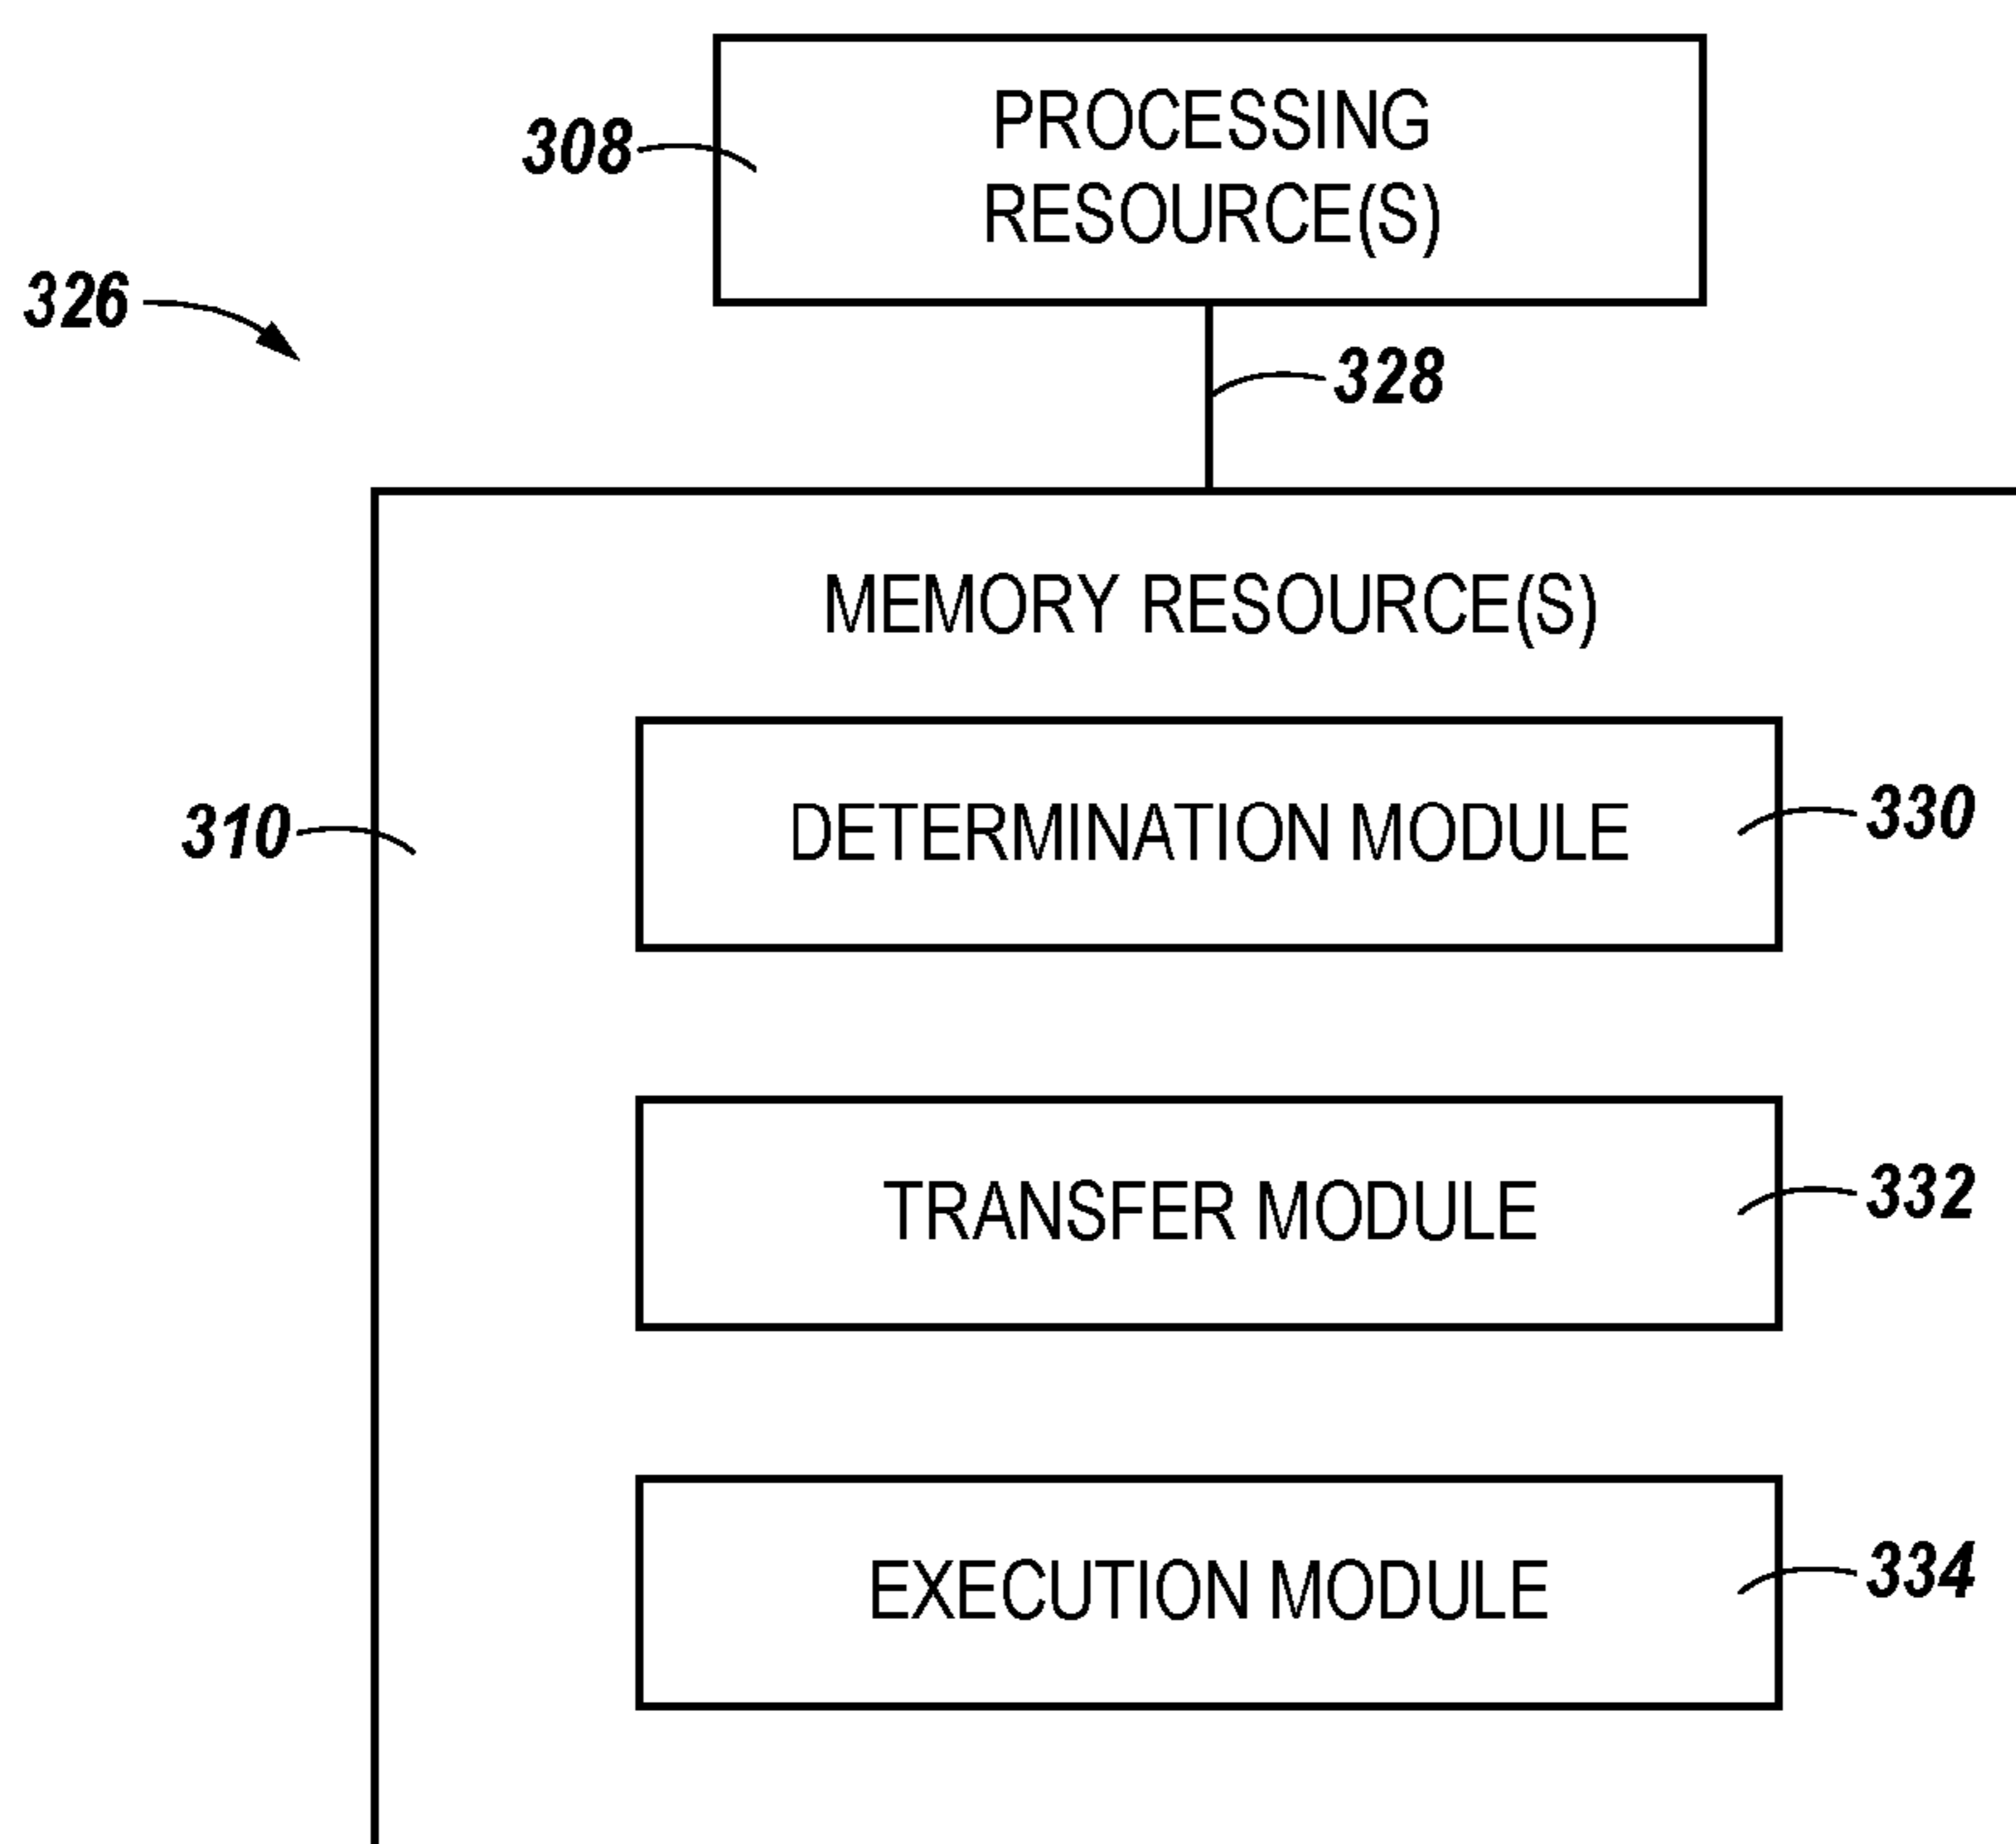 PROCESSING
RESOURCE(S)
308
326
328
MEMORY RESOURCE(S)
310
DETERMINATION MODULE
330
TRANSFER MODULE
332
EXECUTION MODULE
334